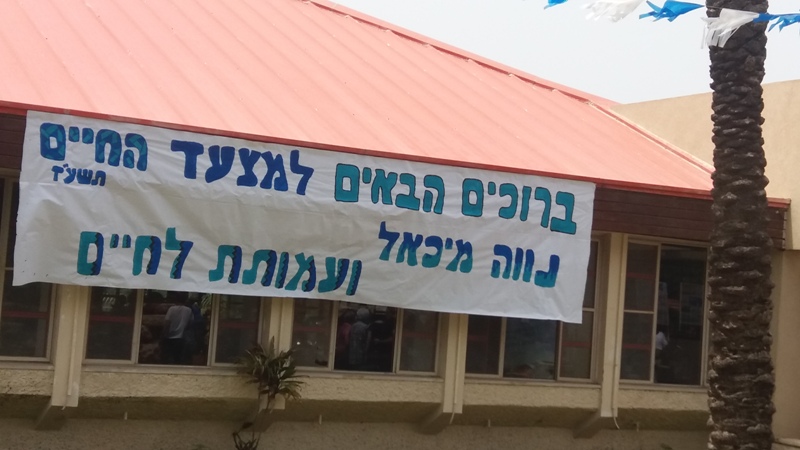 ברוכים הבאים למצעד החיים
תשע"ד
נווה מיכאל
ועמותת לחיים